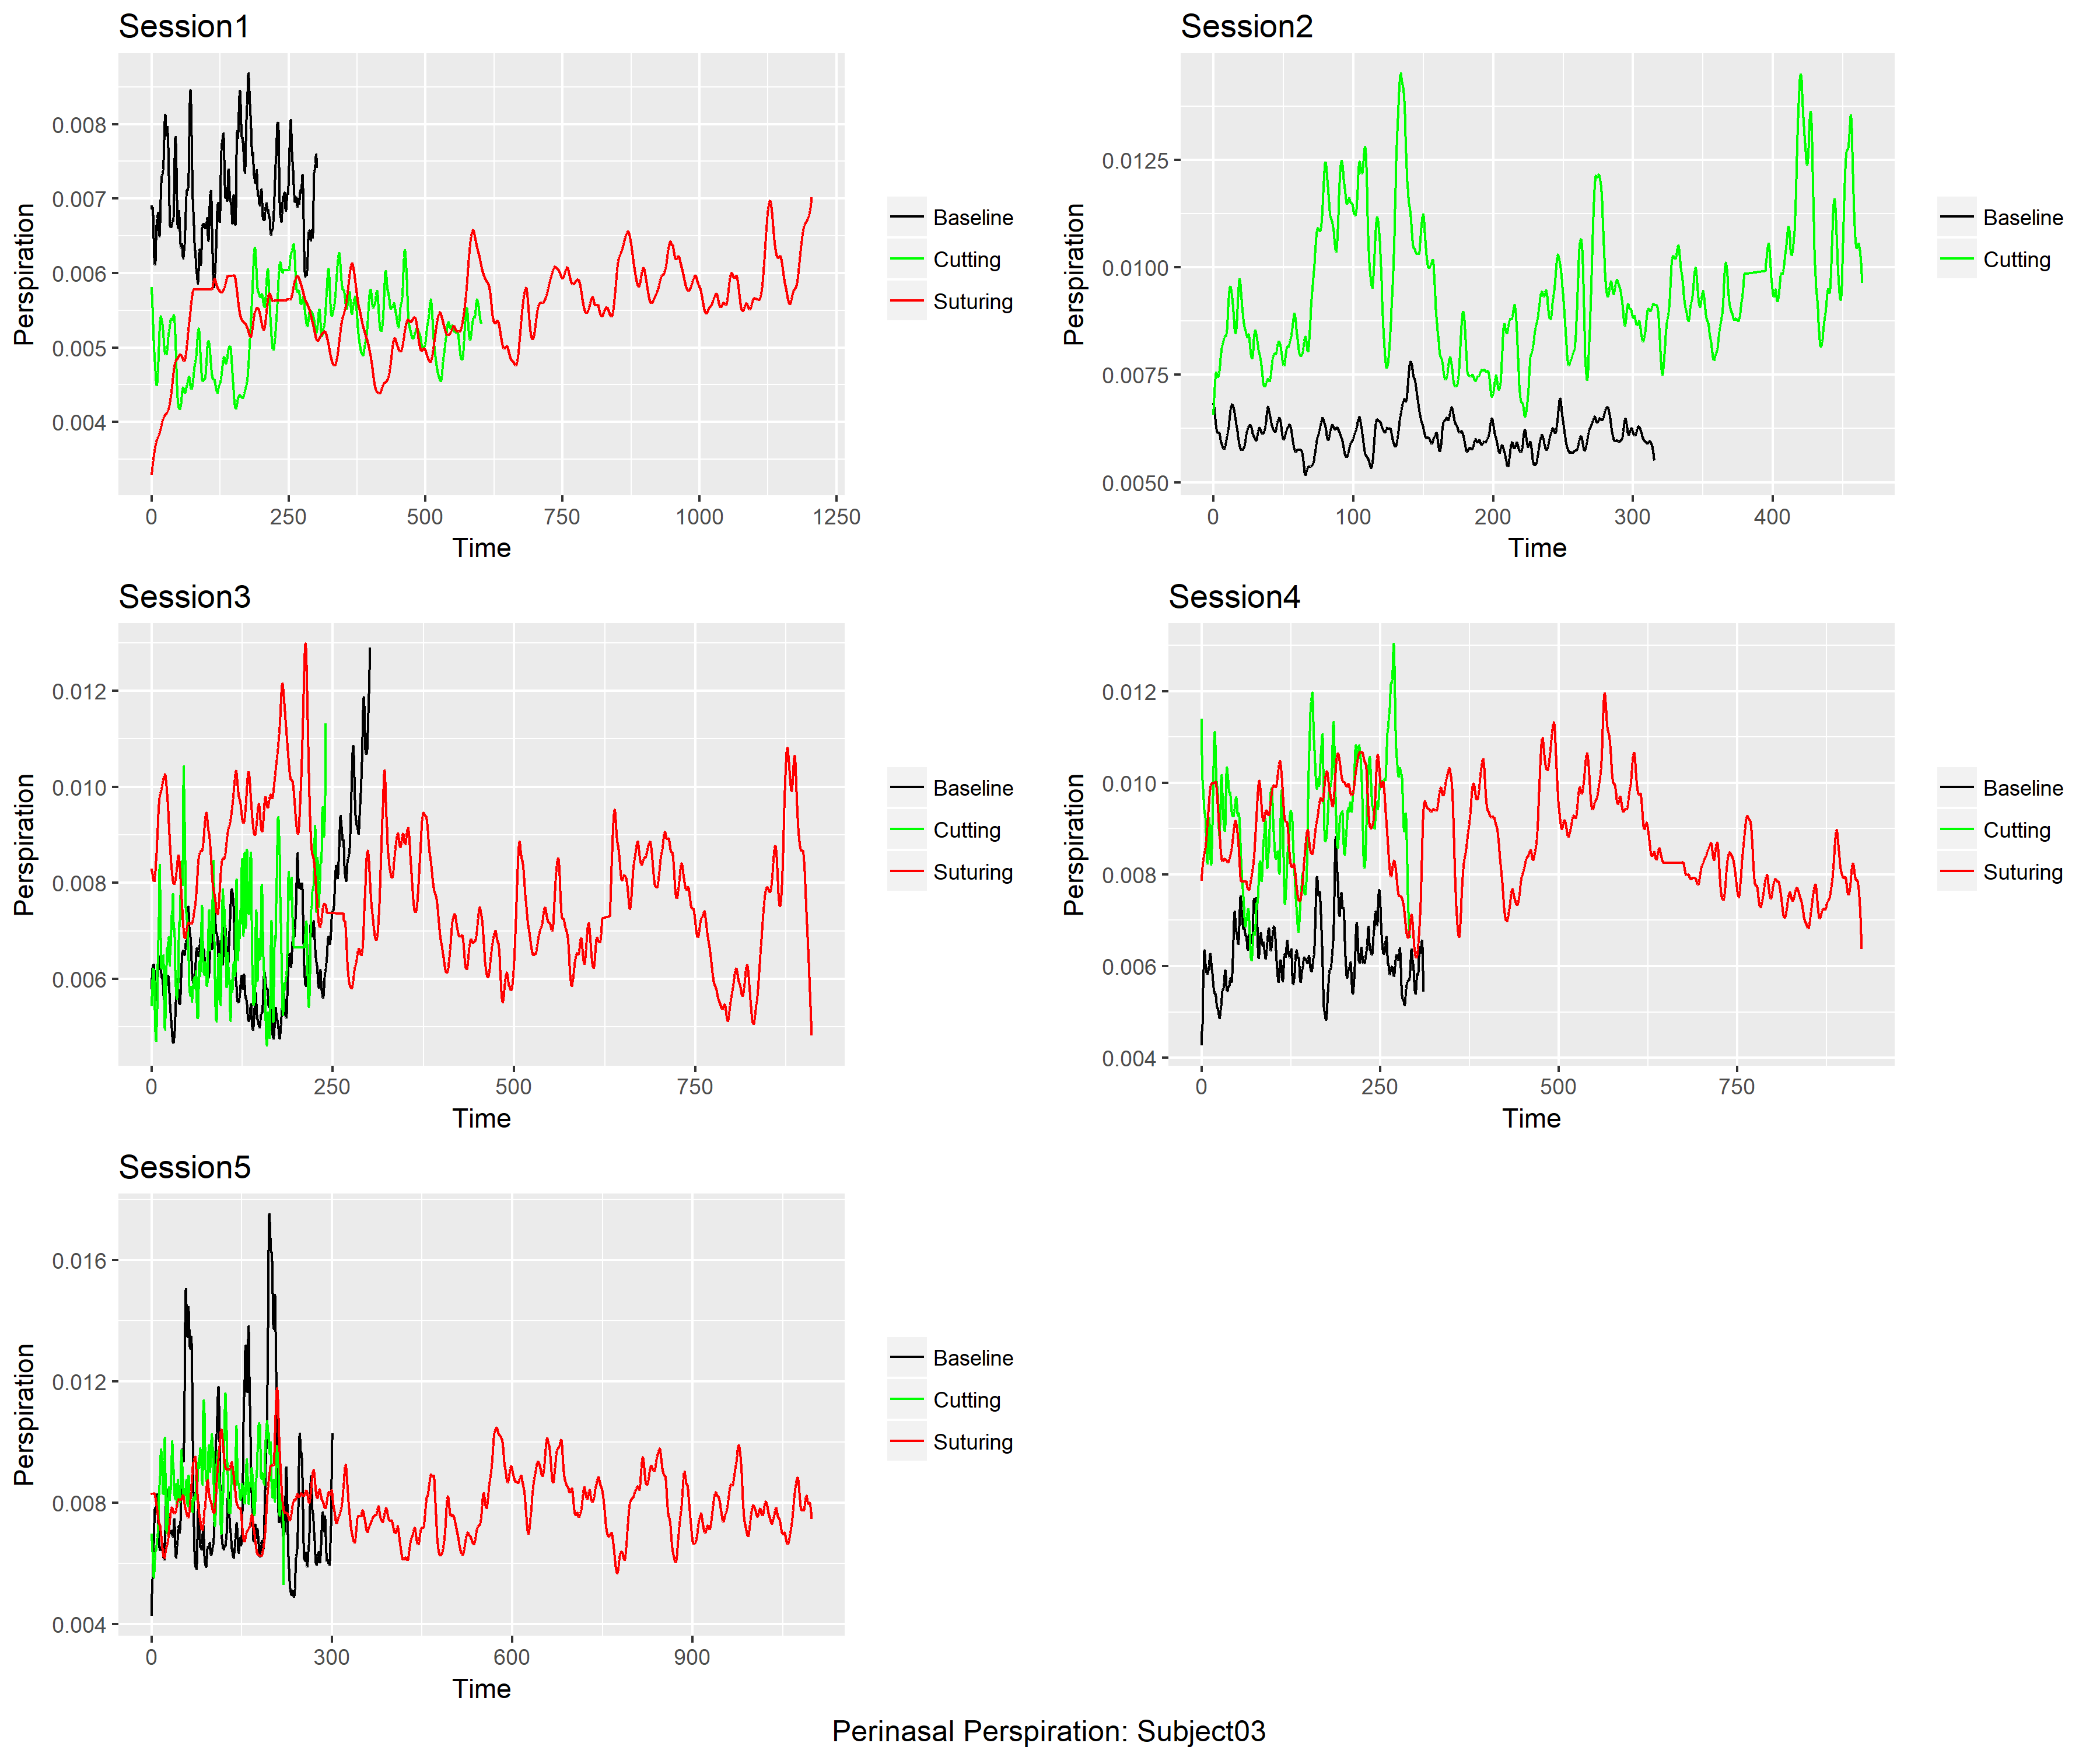 Session1
Perspiration
0.008
0.007
0.006
0.005
0.004
0 250 500 750 1000 1250
Time
Baseline
Cutting
Suturing
Session2
Perspiration
0.0125
0.0100
0.0075
0.0050
0 100 200 300 400
Time
Baseline
Cutting
Session3
Perspiration
0.012
0.010
0.008
0.006
0 250 500 750
Time
Baseline
Cutting
Suturing
Session4
Perspiration
0.012
0.010
0.008
0.006
0.004
0 250 500 750
Time
Baseline
Cutting
Suturing
Session5
Perspiration
0.016
0.012
0.008
0.004
0 300 600 900
Time
Baseline
Cutting
Suturing
Perinasal Perspiration: Subject03